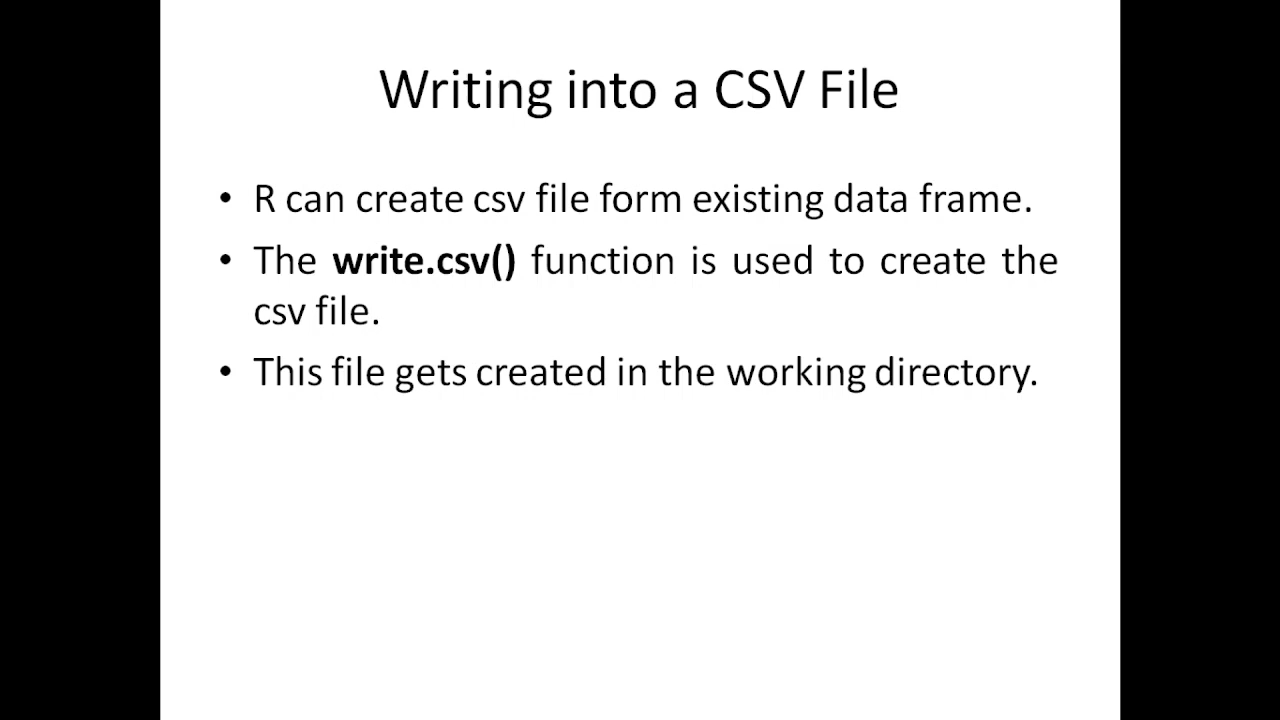 Writing into a CSV File
• R can create csv file form existing data frame.
• The write.csv() function is used to create the
csv file.
• This file gets created in the working directory.